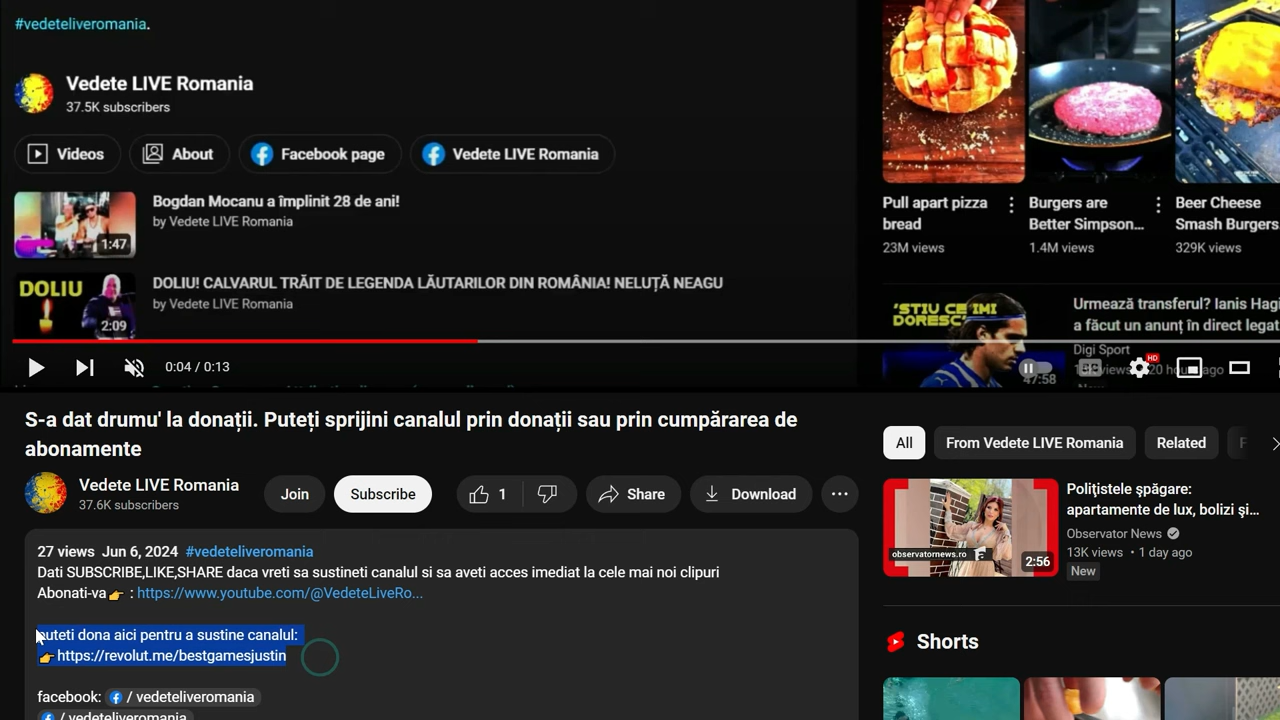 #vedeteliveromania.
Vedete LIVE Romania
37.5K subscribers
Videos
About
Facebook page
Vedete LIVE Romania
1:47
Bogdan Mocanu a împlinit 28 de ani!
by Vedete LIVE Romania
DOLIU
2:09
DOLIU! CALVARUL TRĂIT DE LEGENDA LĂUTARILOR DIN ROMÂNIA! NELUȚĂ NEAGU
by Vedete LIVE Romania
0:04 / 0:13
Pull apart pizza
bread
23M views
Burgers are
Better Simpson...
1.4M views
Beer Cheese
Smash Burgers
329K views
'STIU CE IMI
DORESC'
47:58
Urmează transferul? Ianis Hagi
a făcut un anunț în direct legat
Digi Sport
HD
S-a dat drumu' la donații. Puteți sprijini canalul prin donații sau prin cumpărarea de
abonamente
Vedete LIVE Romania
37.6K subscribers
Join
Subscribe
1
Share
Download
27 views Jun 6, 2024 #vedeteliveromania
Dati SUBSCRIBE,LIKE,SHARE daca vreti sa sustineti canalul si sa aveti acces imediat la cele mai noi clipuri
Abonati-va👉 : https://www.youtube.com/@VedeteLiveRo...
puteti dona aici pentru a sustine canalul:
👉https://revolut.me/bestgamesjustin
facebook: / vedeteliveromania
/ vedeteliveromania
All
From Vedete LIVE Romania
Related
observatornews.ro
2:56
Polițistele șpăgare:
apartamente de lux, bolizi și...
Observator News
13K views • 1 day ago
New
Shorts